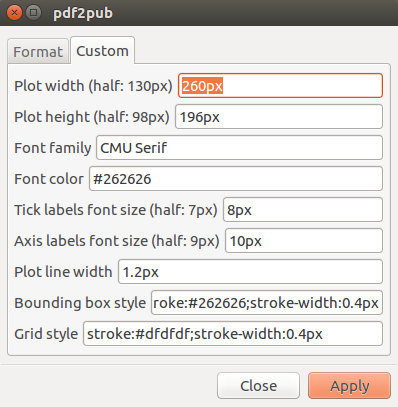 pdf2pub
Format Custom
Plot width (half: 130px) 260px
Plot height (half: 98px) 196px
Font family CMU Serif
Font color #262626
Tick labels font size (half: 7px) 8px
Axis labels font size (half: 9px) 10px
Plot line width 1.2px
Bounding box style roke:#262626;stroke-width:0.4px
Grid style stroke:#dfdfdf;stroke-width:0.4px
Close Apply